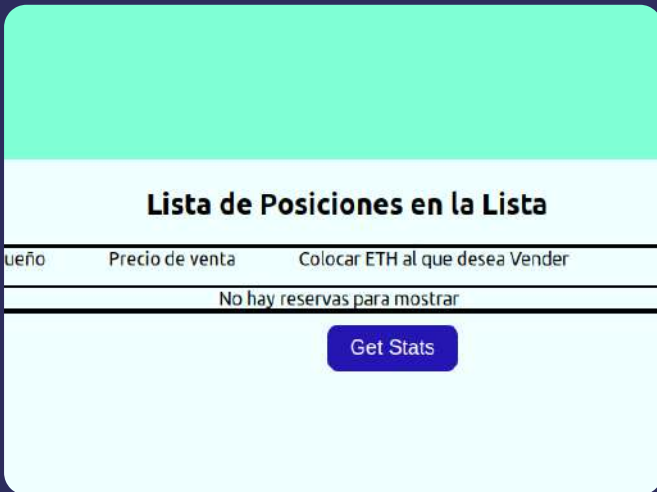 Lista de Posiciones en la Lista
ueño Precio de venta Colocar ETH al que desea Vender
No hay reservas para mostrar
Get Stats